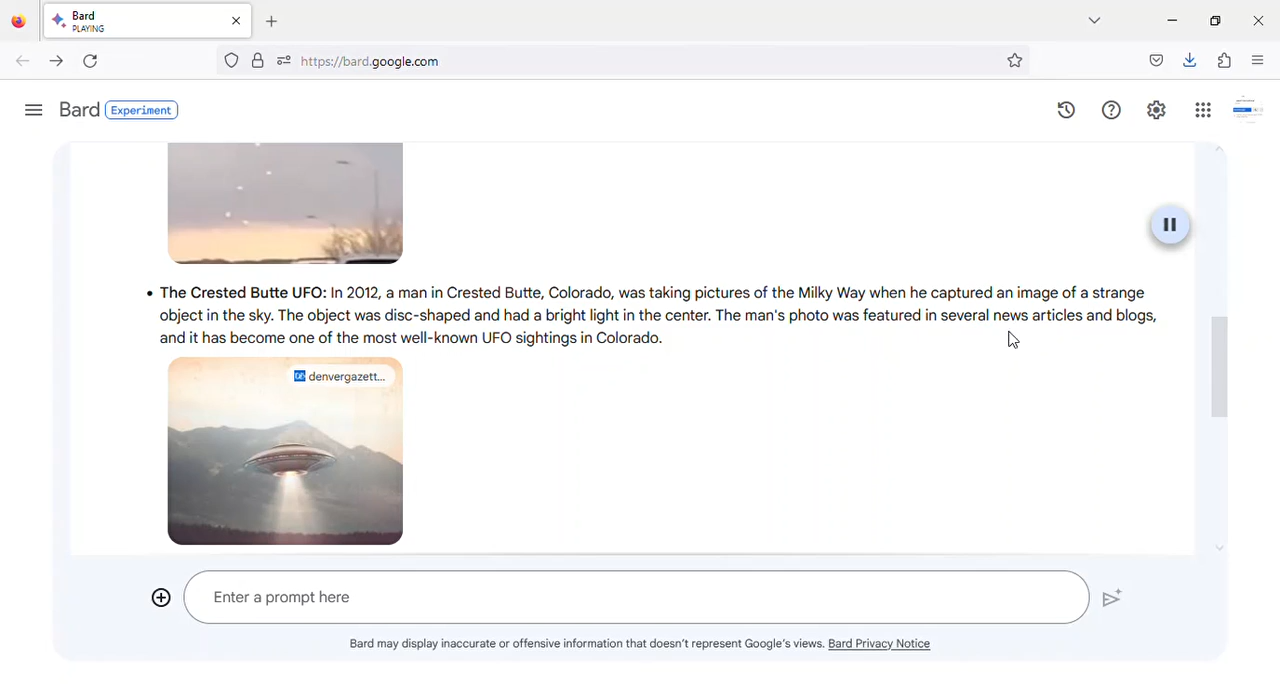 Bard
PLAYING
https://bard.google.com
Bard Experiment
The Crested Butte UFO: In 2012, a man in Crested Butte, Colorado, was taking pictures of the Milky Way when he captured an image of a strange
object in the sky. The object was disc-shaped and had a bright light in the center. The man's photo was featured in several news articles and blogs,
and it has become one of the most well-known UFO sightings in Colorado.
denvergazett...
Enter a prompt here
Bard may display inaccurate or offensive information that doesn't represent Google's views. Bard Privacy Notice